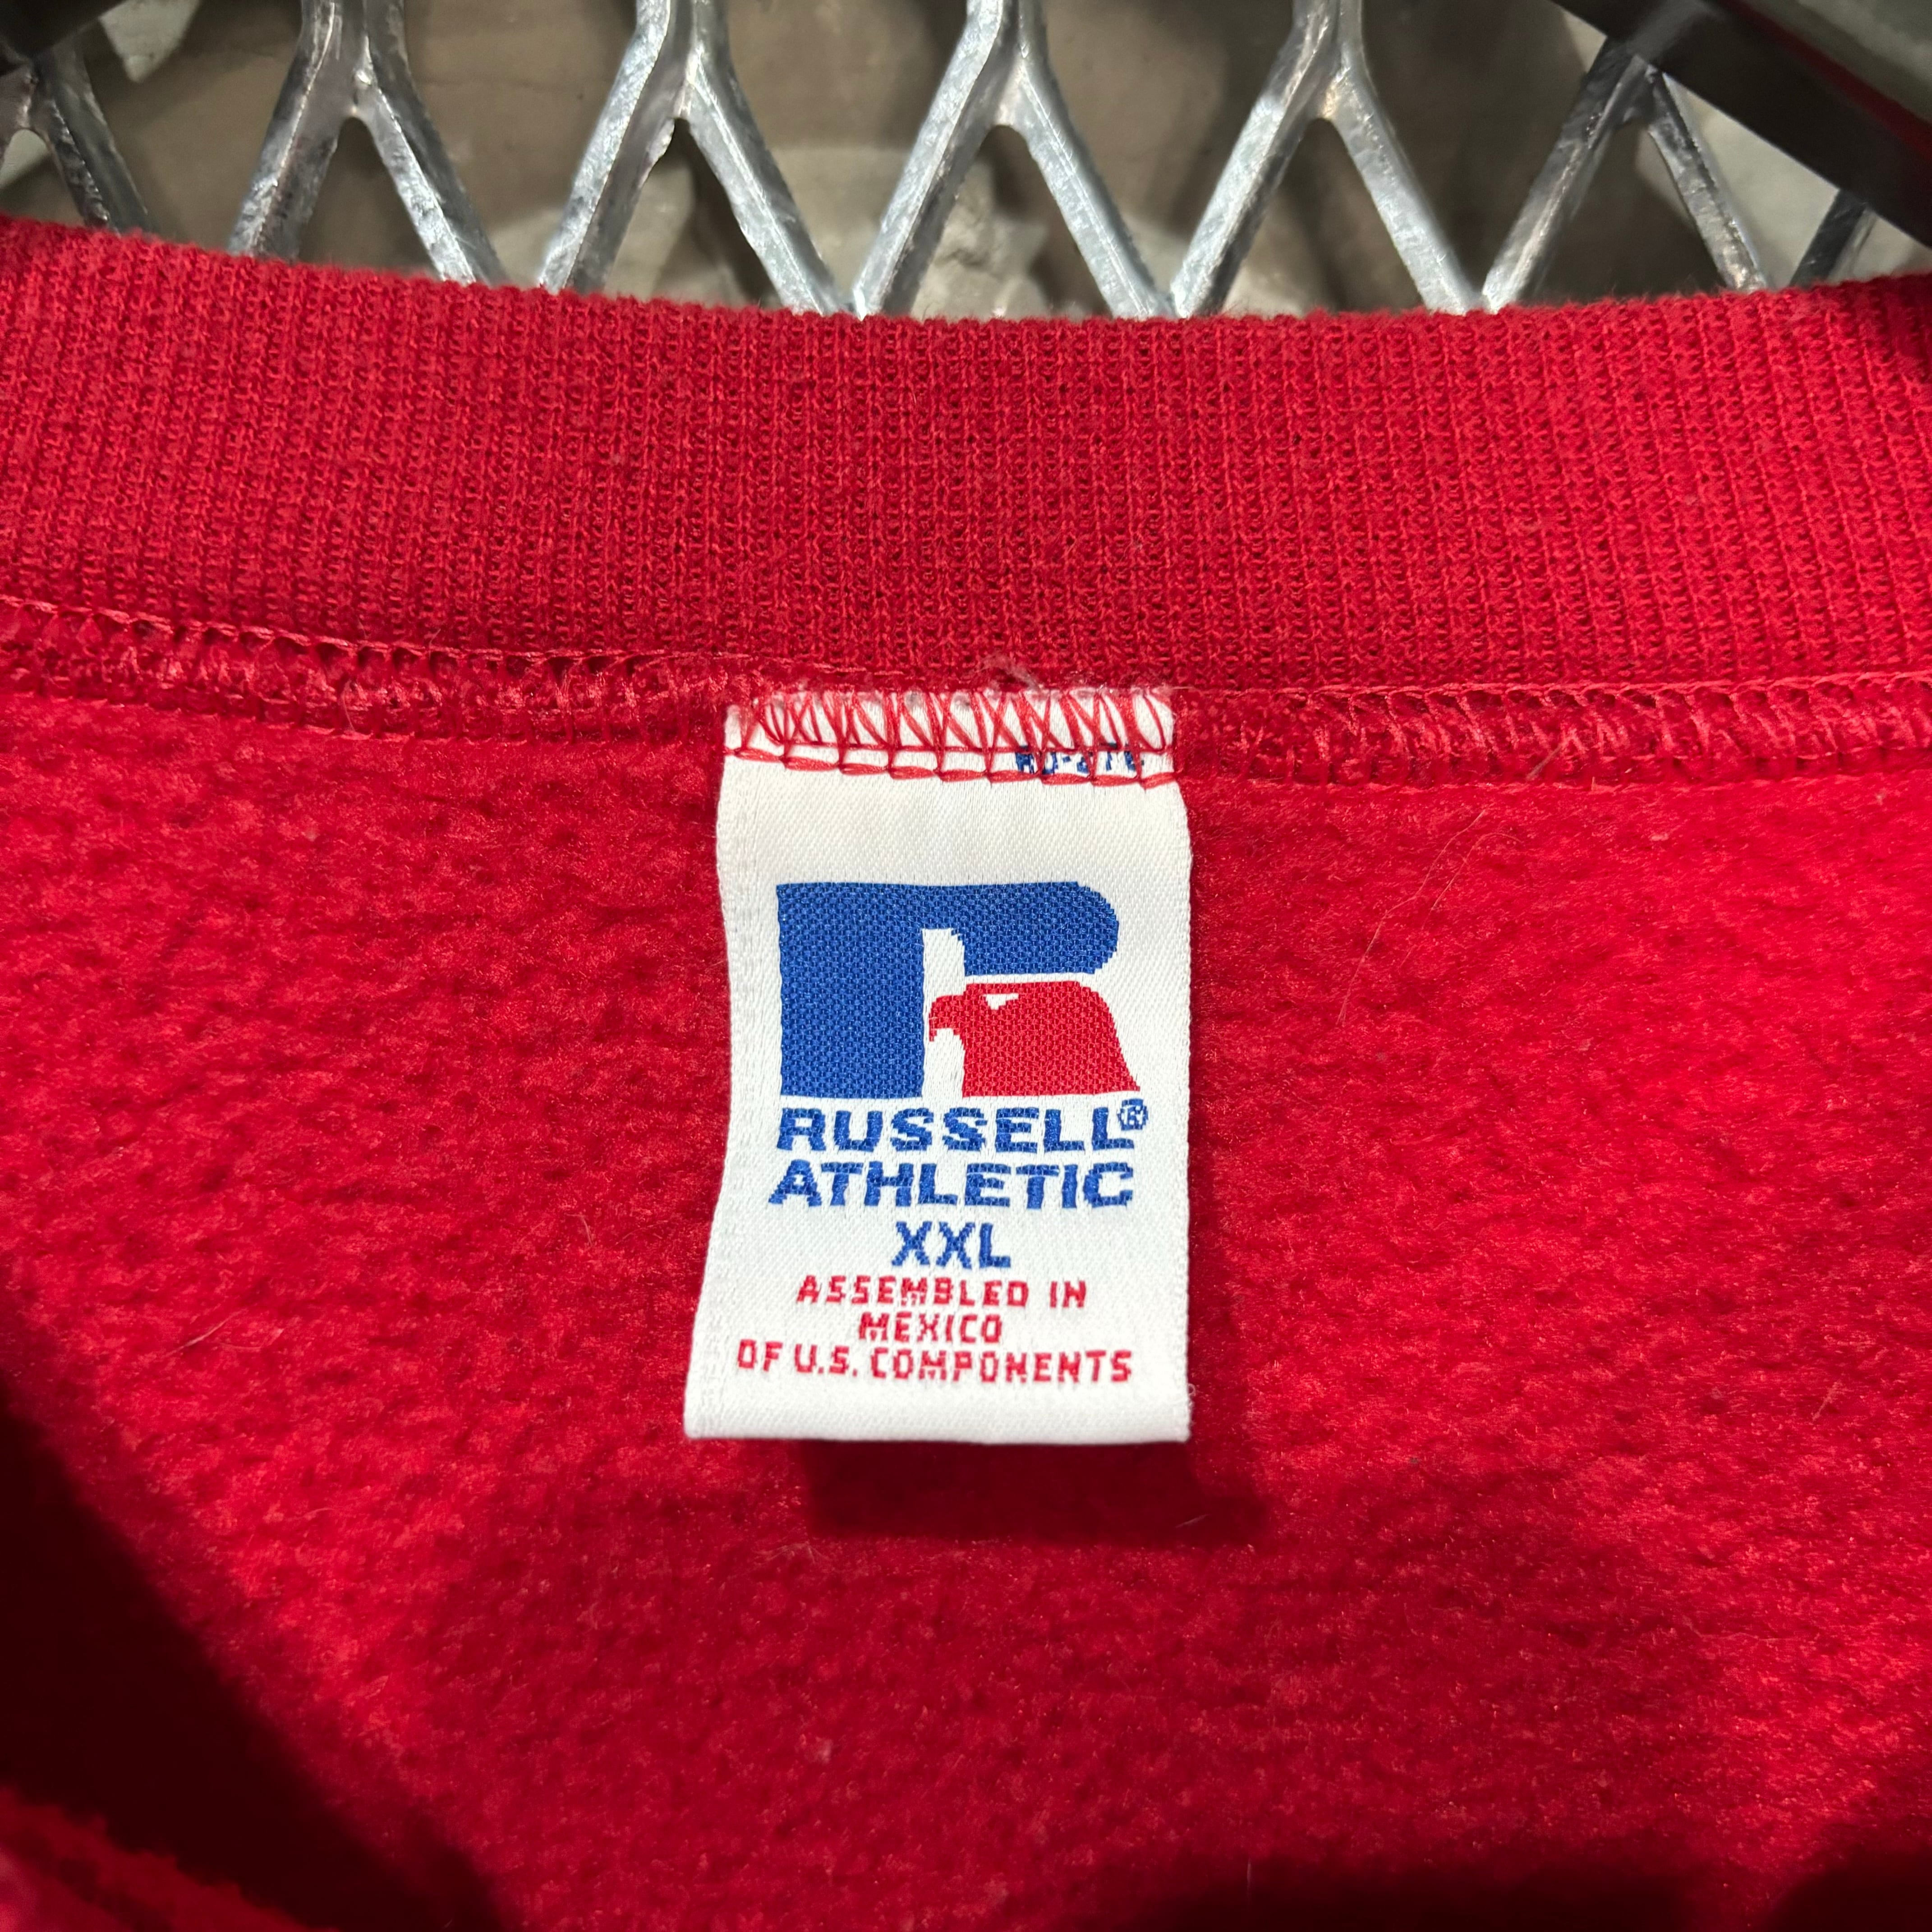 RUSSELL®
ATHLETIC
XXL
ASSEMBLED IN
MEXICO
OF U.S. COMPONENTS